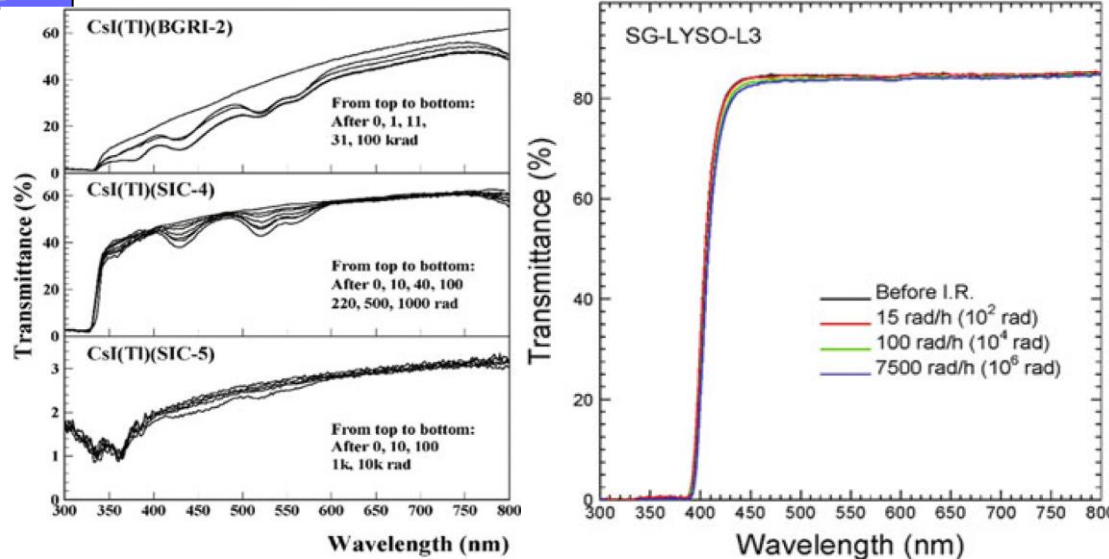 CsI(Tl)(BGRI-2)
From top to bottom:
After 0, 1, 11,
31, 100 krad
60
40
20
0
CsI(Tl)(SIC-4)
From top to bottom:
After 0, 10, 40, 100
220, 500, 1000 rad
60
40
20
0
CsI(Tl)(SIC-5)
From top to bottom:
After 0, 10, 100
1k, 10k rad
3
2
1
0
Transmittance (%)
300 350 400 450 500 550 600 650 700 750 800
Wavelength (nm)
SG-LYSO-L3
Before I.R.
15 rad/h (10² rad)
100 rad/h (10⁴ rad)
7500 rad/h (10⁶ rad)
80
60
40
20
0
Transmittance (%)
300 400 500 600 700 800
Wavelength (nm)